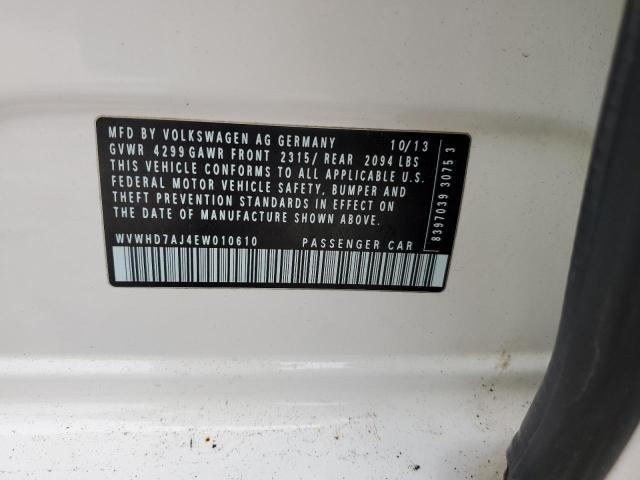 MFD BY VOLKSWAGEN AG GERMANY 10/13
GVWR 4299 GAWR FRONT 2315/ REAR 2094 LBS
THIS VEHICLE CONFORMS TO ALL APPLICABLE U.S.
FEDERAL MOTOR VEHICLE SAFETY, BUMPER AND
THEFT PREVENTION STANDARDS IN EFFECT ON
THE DATE OF MANUFACTURE SHOWN ABOVE.
WVWHD7AJ4EW010610 PASSENGER CAR
8397039 3075 3